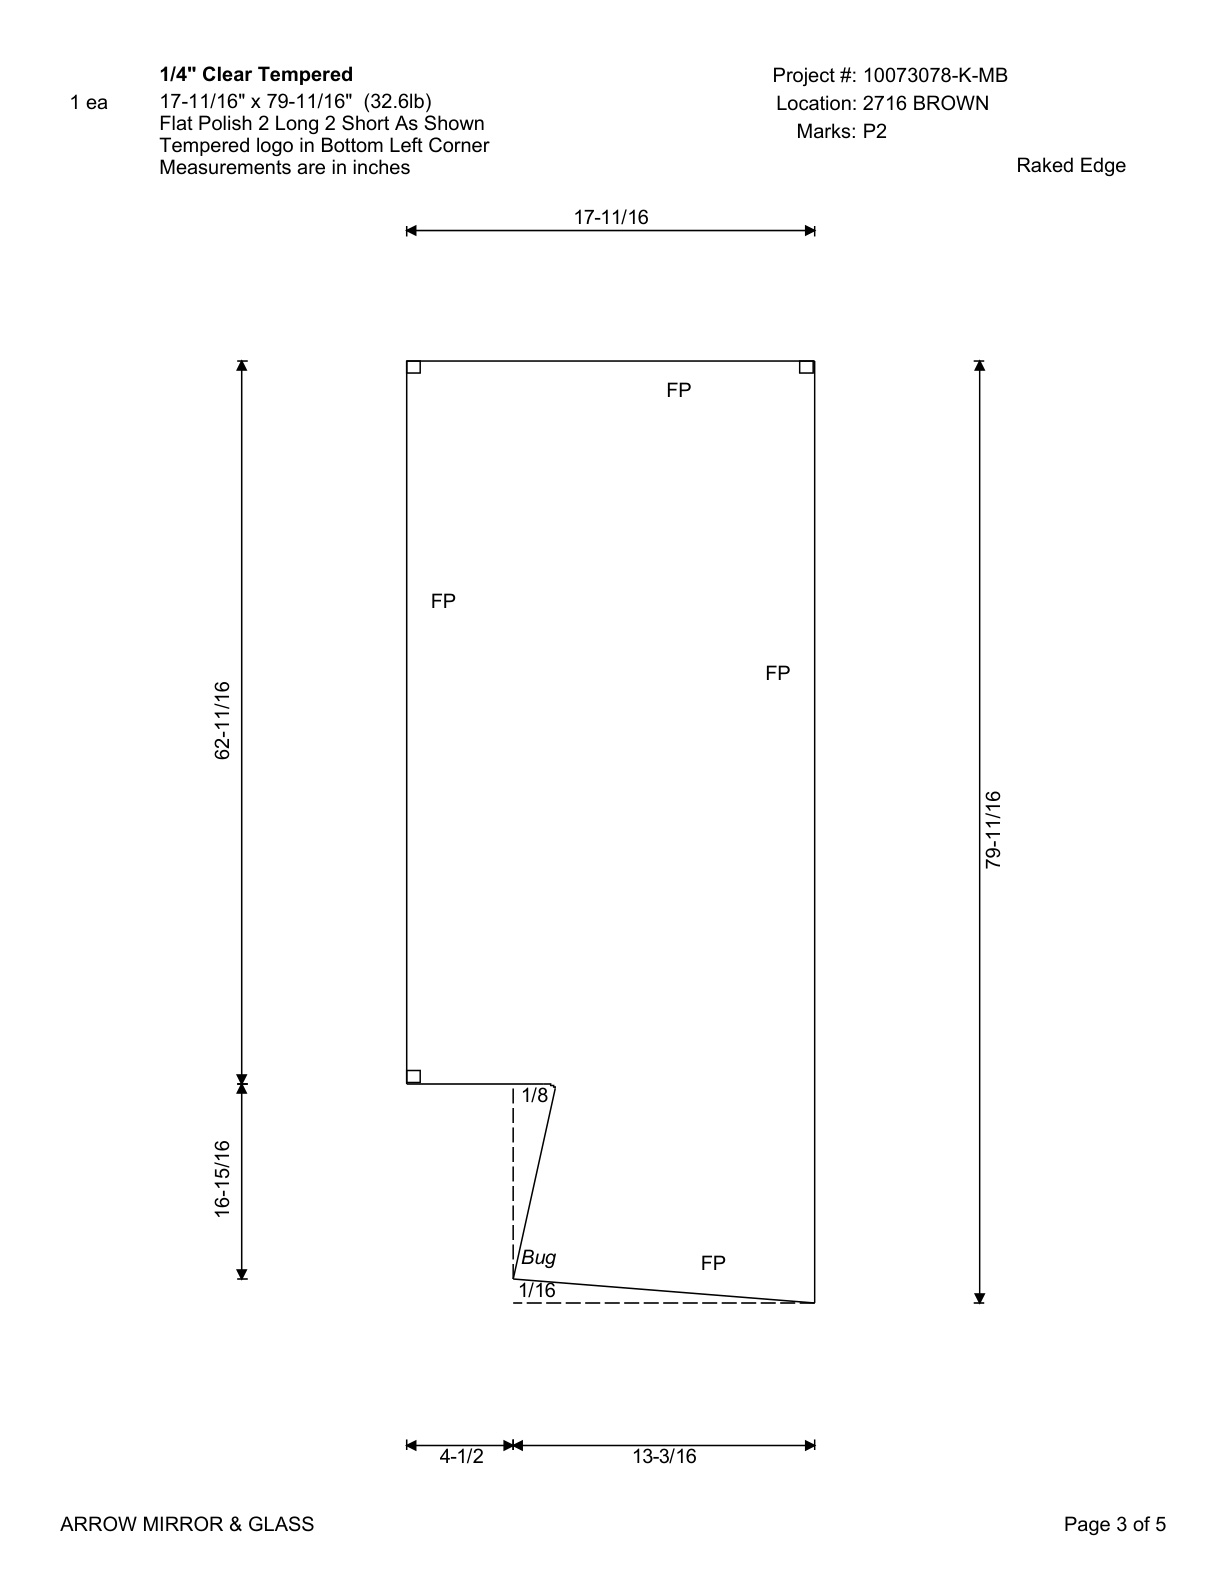 1/4" Clear Tempered
1 ea
17-11/16" x 79-11/16" (32.6lb)
Flat Polish 2 Long 2 Short As Shown
Tempered logo in Bottom Left Corner
Measurements are in inches
Project #: 10073078-K-MB
Location: 2716 BROWN
Marks: P2
Raked Edge
17-11/16
FP
FP
FP
62-11/16
79-11/16
1/8
16-15/16
Bug
FP
1/16
4-1/2
13-3/16
ARROW MIRROR & GLASS
Page 3 of 5